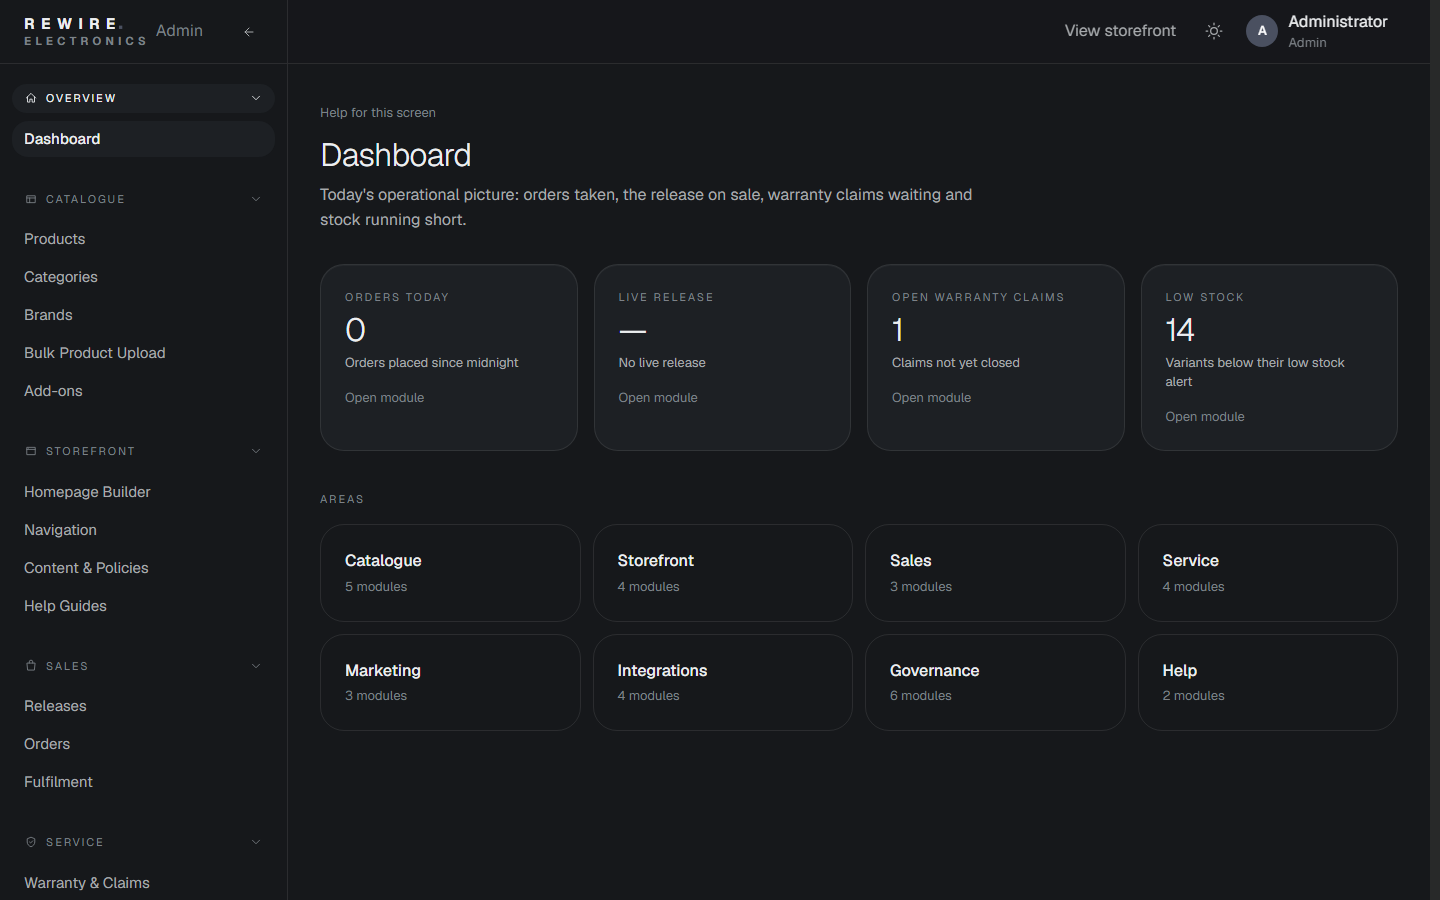 REWIRE.
ELECTRONICS
Admin
View storefront
A
Administrator
Admin
OVERVIEW
Dashboard
CATALOGUE
Products
Categories
Brands
Bulk Product Upload
Add-ons
STOREFRONT
Homepage Builder
Navigation
Content & Policies
Help Guides
SALES
Releases
Orders
Fulfilment
SERVICE
Warranty & Claims
Help for this screen
Dashboard
Today's operational picture: orders taken, the release on sale, warranty claims waiting and
stock running short.
ORDERS TODAY
0
Orders placed since midnight
Open module
LIVE RELEASE
—
No live release
Open module
OPEN WARRANTY CLAIMS
1
Claims not yet closed
Open module
LOW STOCK
14
Variants below their low stock
alert
Open module
AREAS
Catalogue
5 modules
Storefront
4 modules
Sales
3 modules
Service
4 modules
Marketing
3 modules
Integrations
4 modules
Governance
6 modules
Help
2 modules